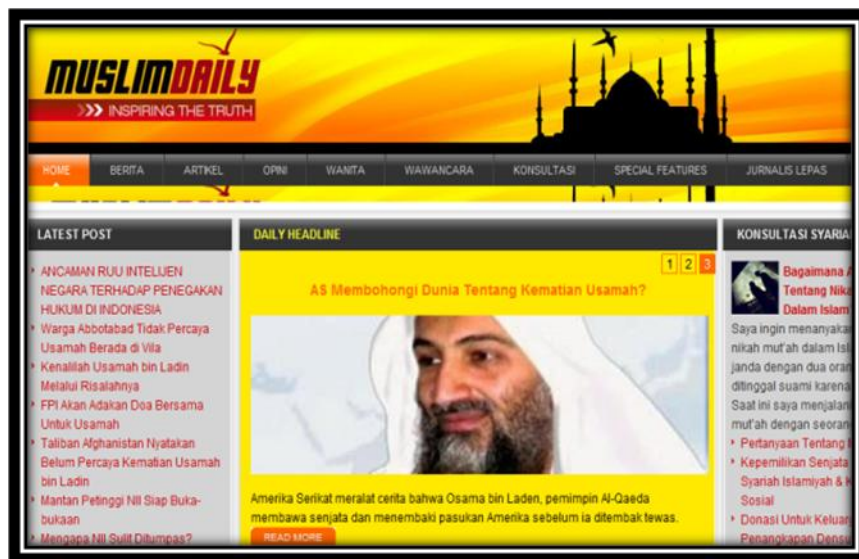 MUSLIMDAILY
>>> INSPIRING THE TRUTH
HOME BERITA ARTIKEL OPINI WANITA WAWANCARA KONSULTASI SPECIAL FEATURES JURNALIS LEPAS
LATEST POST
ANCAMAN RUU INTELIJEN
NEGARA TERHADAP PENEGAKAN
HUKUM DI INDONESIA
Warga Abbotabad Tidak Percaya
Usamah Berada di Vila
Kenalilah Usamah bin Ladin
Melalui Risalahnya
FPI Akan Adakan Doa Bersama
Untuk Usamah
Taliban Afghanistan Nyatakan
Belum Percaya Kematian Usamah
bin Ladin
Mantan Petinggi NII Siap Buka-
bukaan
Mengapa NII Sulit Ditumpas?
DAILY HEADLINE
1 2 3
AS Membohongi Dunia Tentang Kematian Usamah?
Amerika Serikat meralat cerita bahwa Osama bin Laden, pemimpin Al-Qaeda
membawa senjata dan menembaki pasukan Amerika sebelum ia ditembak tewas.
READ MORE
KONSULTASI SYARIA
Bagaimana
Tentang Nika
Dalam Islam
Saya ingin menanyaka
nikah mut'ah dalam Isl
janda dengan dua oran
ditinggal suami karena
Saat ini saya menjalan
mut'ah dengan seoran
Pertanyaan Tentang
Kepemilikan Senjata
Syariah Islamiyah &
Sosial
Donasi Untuk Keluar
Penangkapan Densu